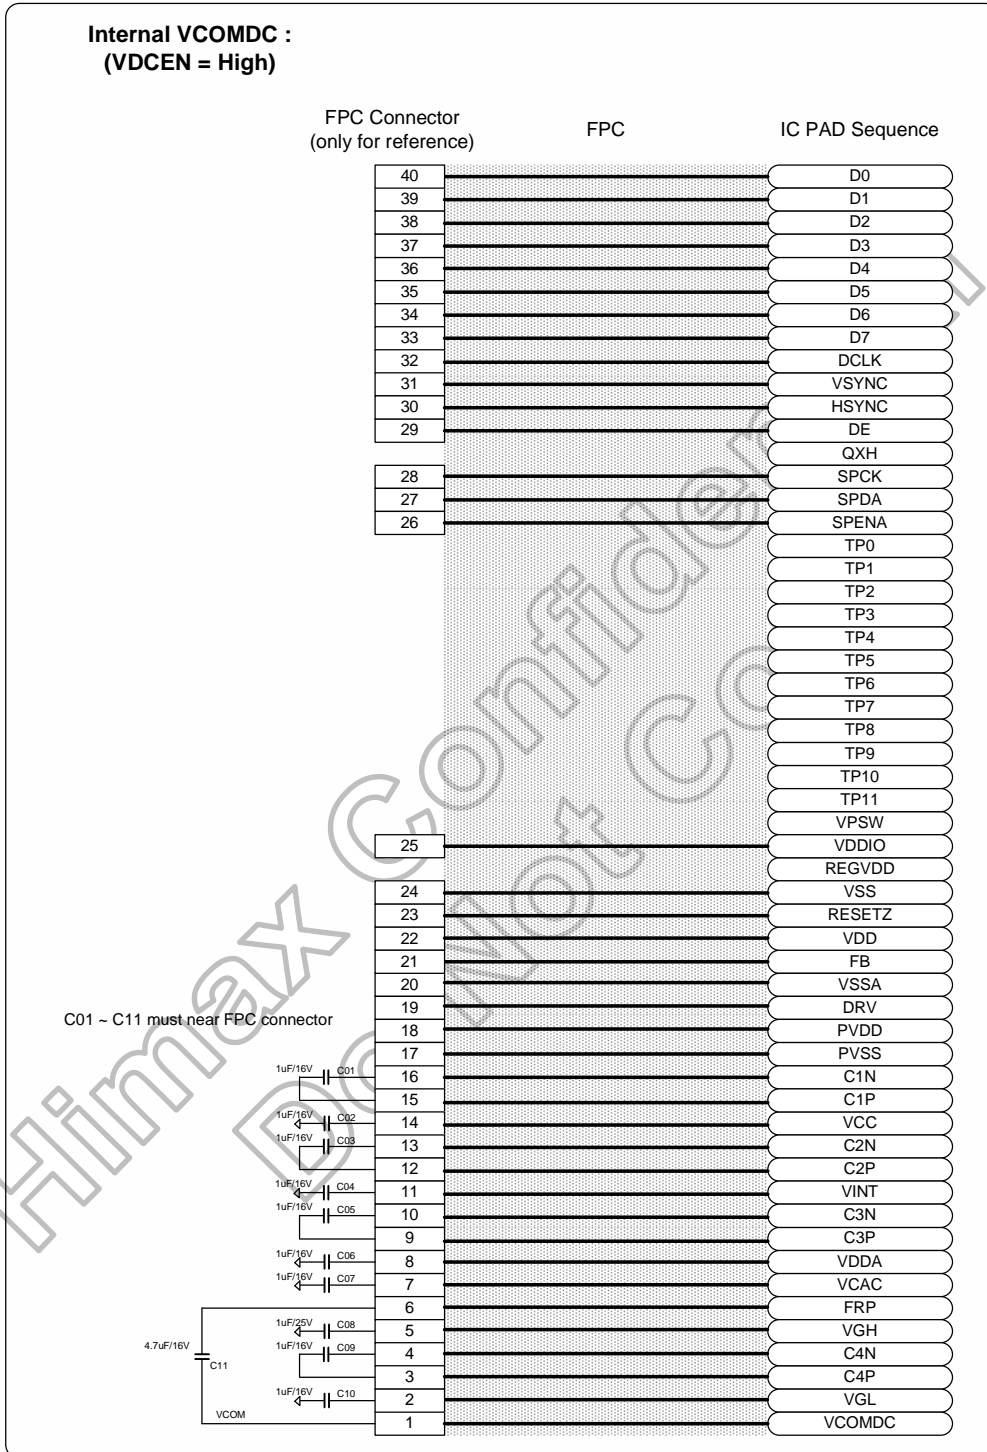 Internal VCOMDC :
(VDCEN = High)
FPC Connector
(only for reference)
FPC
IC PAD Sequence
40 D0
39 D1
38 D2
37 D3
36 D4
35 D5
34 D6
33 D7
32 DCLK
31 VSYNC
30 HSYNC
29 DE
QXH
28 SPCK
27 SPDA
26 SPENA
TP0
TP1
TP2
TP3
TP4
TP5
TP6
TP7
TP8
TP9
TP10
TP11
VPSW
25 VDDIO
REGVDD
24 VSS
23 RESETZ
22 VDD
21 FB
20 VSSA
19 DRV
C01 ~ C11 must near FPC connector
18 PVDD
17 PVSS
1uF/16V C01 16 C1N
15 C1P
1uF/16V C02 14 VCC
1uF/16V C03 13 C2N
12 C2P
1uF/16V C04 11 VINT
1uF/16V C05 10 C3N
9 C3P
1uF/16V C06 8 VDDA
1uF/16V C07 7 VCAC
6 FRP
1uF/25V C08 5 VGH
4.7uF/16V C11
1uF/16V C09 4 C4N
3 C4P
1uF/16V C10 2 VGL
VCOM 1 VCOMDC
Himax Confiden
Do Not Co